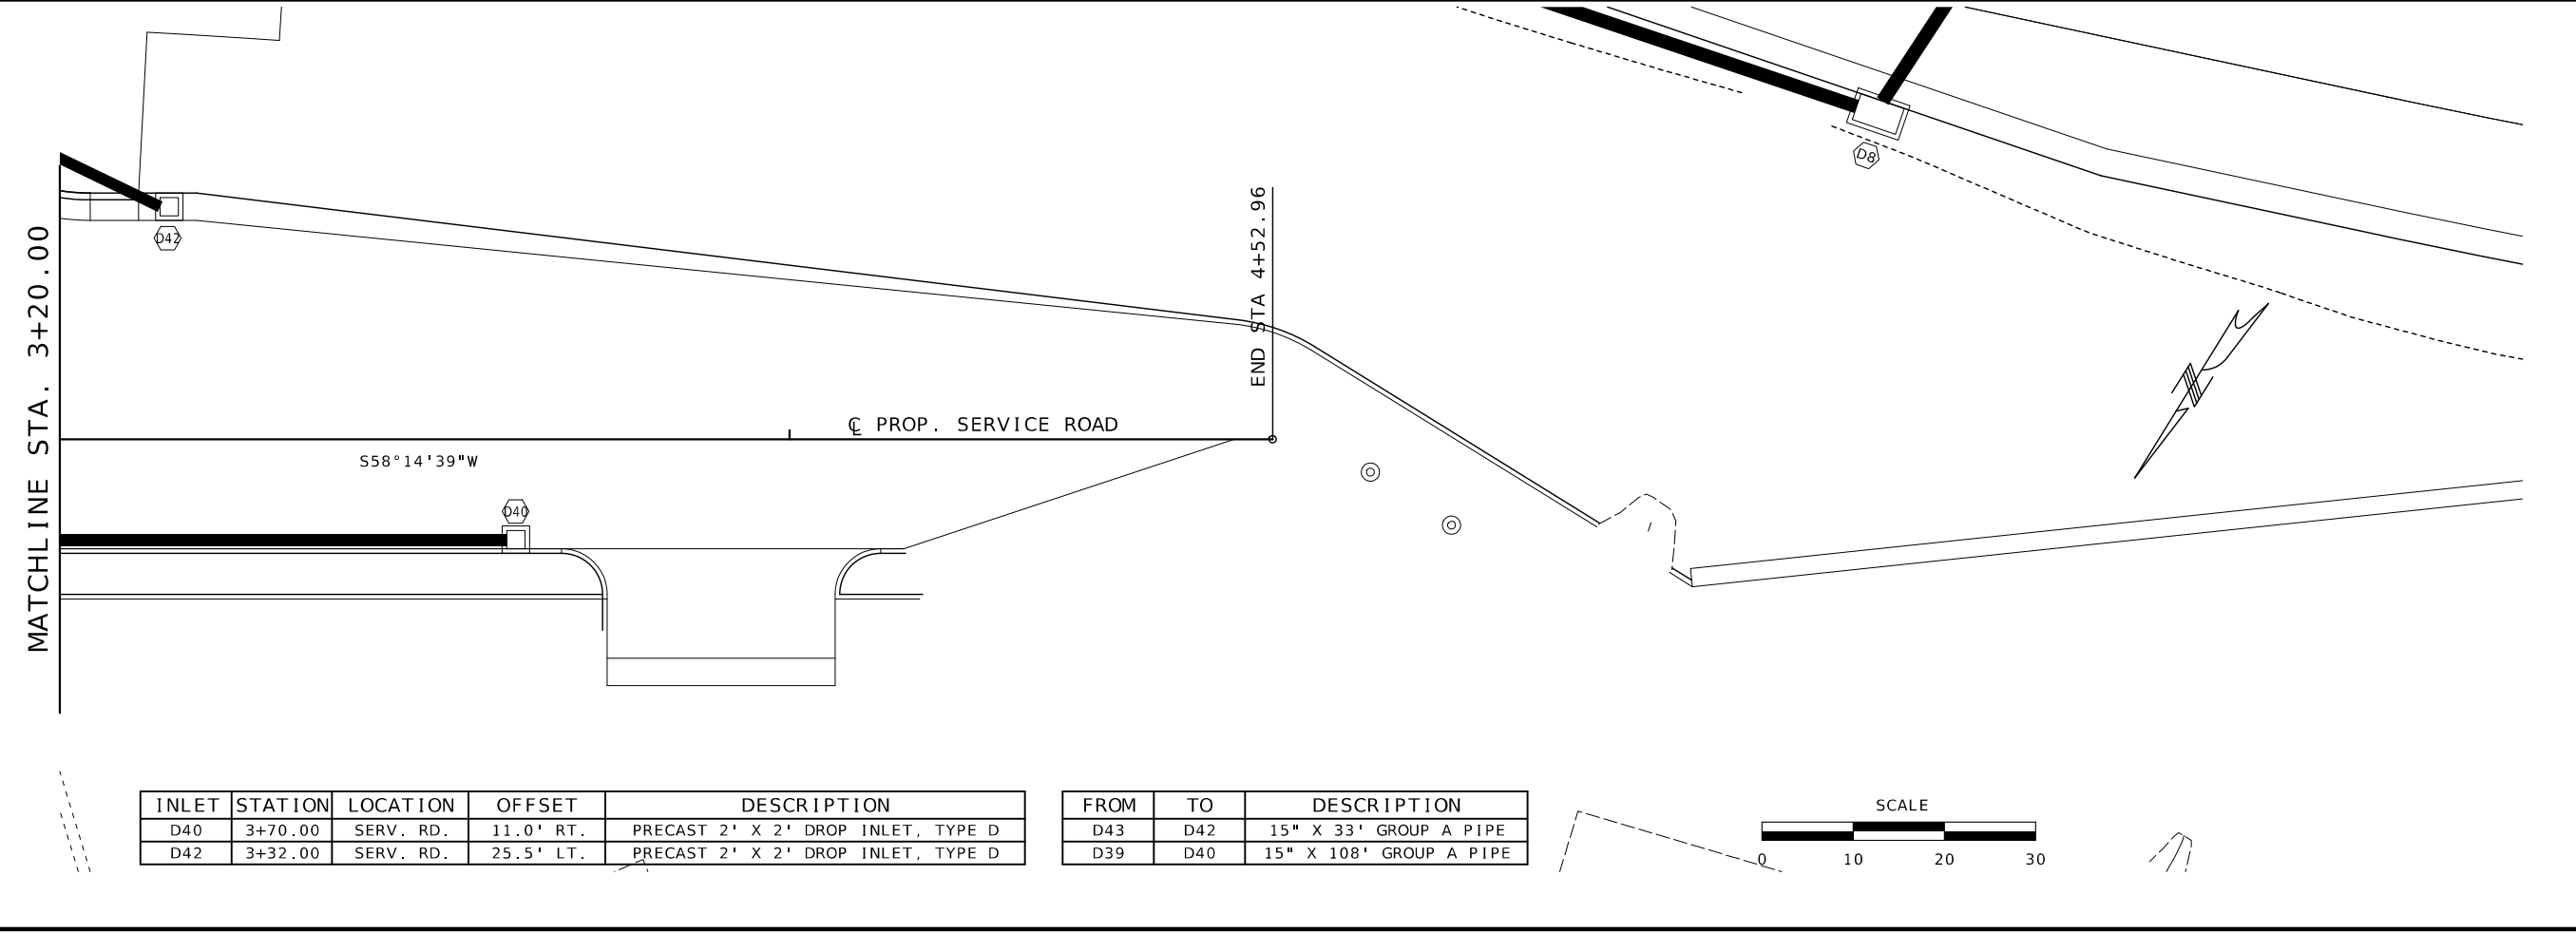 D8
D42
MATCHLINE STA. 3+20.00
END STA 4+52.96
℄ PROP. SERVICE ROAD
S58°14'39"W
D40
INLET STATION LOCATION OFFSET DESCRIPTION
D40 3+70.00 SERV. RD. 11.0' RT. PRECAST 2' X 2' DROP INLET, TYPE D
D42 3+32.00 SERV. RD. 25.5' LT. PRECAST 2' X 2' DROP INLET, TYPE D
FROM TO DESCRIPTION
D43 D42 15" X 33' GROUP A PIPE
D39 D40 15" X 108' GROUP A PIPE
SCALE
0 10 20 30